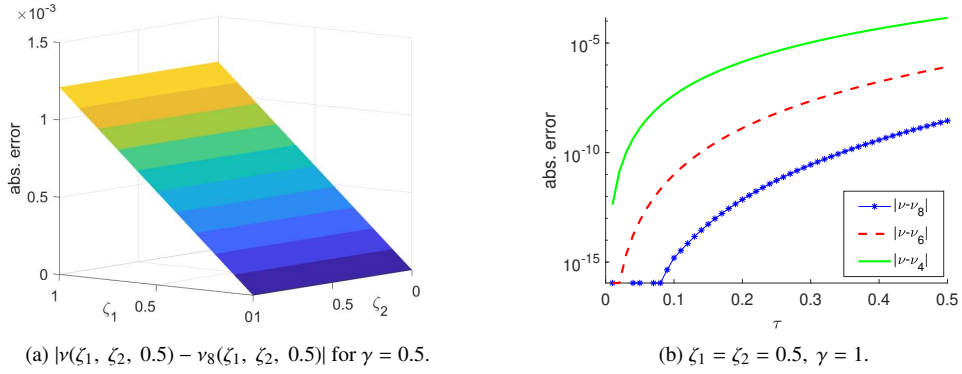 ×10⁻³
1.5
1
0.5
0
abs. error
1
0.5
01
0.5
0
ζ₁
ζ₂
(a) |ν(ζ₁, ζ₂, 0.5) − ν₈(ζ₁, ζ₂, 0.5)| for γ = 0.5.
10⁻⁵
10⁻¹⁰
10⁻¹⁵
abs. error
|ν-ν₈|
|ν-ν₆|
|ν-ν₄|
0 0.1 0.2 0.3 0.4 0.5
τ
(b) ζ₁ = ζ₂ = 0.5, γ = 1.